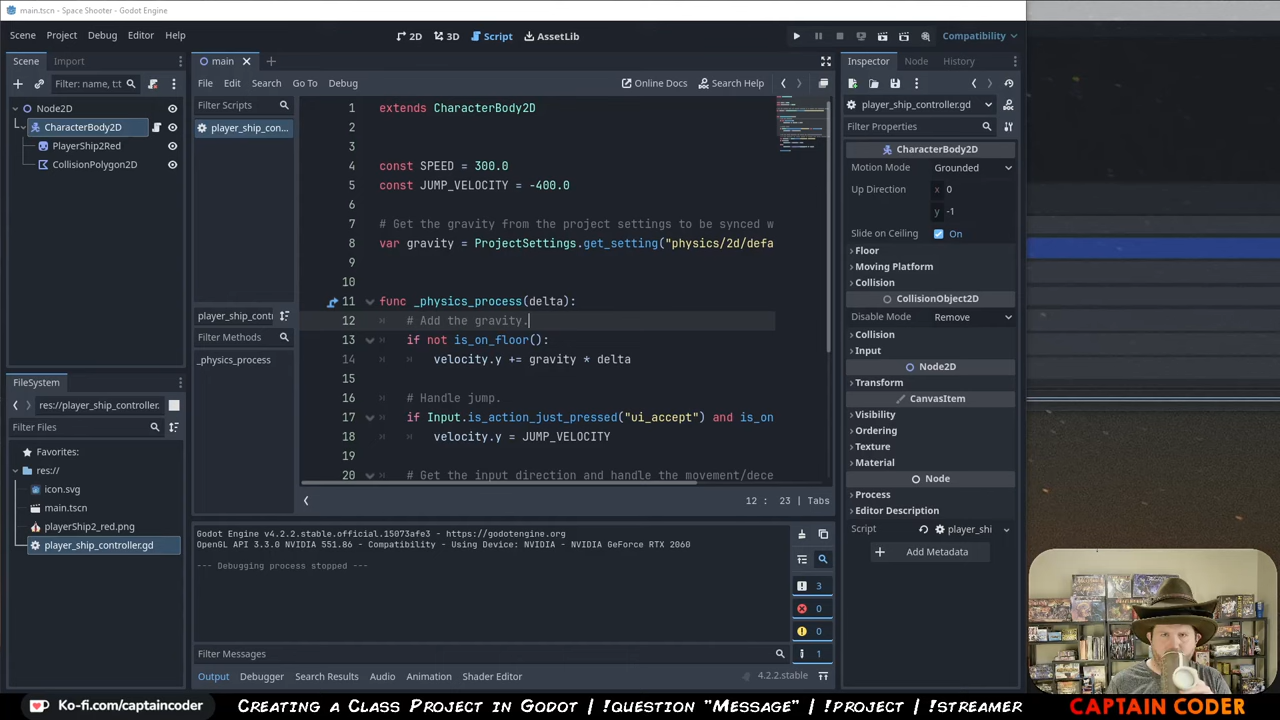 main.tscn - Space Shooter - Godot Engine
Scene Project Debug Editor Help
2D 3D Script AssetLib
Compatibility
Scene Import
Filter: name, t:t
Node2D
CharacterBody2D
PlayerShip2Red
CollisionPolygon2D
FileSystem
res://player_ship_controller.
Filter Files
Favorites:
res://
icon.svg
main.tscn
playerShip2_red.png
player_ship_controller.gd
main
File Edit Search Go To Debug
Online Docs Search Help
Filter Scripts
player_ship_con...
player_ship_cont
Filter Methods
_physics_process
1 extends CharacterBody2D
2
3
4 const SPEED = 300.0
5 const JUMP_VELOCITY = -400.0
6
7 # Get the gravity from the project settings to be synced w
8 var gravity = ProjectSettings.get_setting("physics/2d/defa
9
10
11 func _physics_process(delta):
12 # Add the gravity.
13 if not is_on_floor():
14 velocity.y += gravity * delta
15
16 # Handle jump.
17 if Input.is_action_just_pressed("ui_accept") and is_on
18 velocity.y = JUMP_VELOCITY
19
20 # Get the input direction and handle the movement/dece
12 : 23 | Tabs
Godot Engine v4.2.2.stable.official.15073afe3 - https://godotengine.org
OpenGL API 3.3.0 NVIDIA 551.86 - Compatibility - Using Device: NVIDIA - NVIDIA GeForce RTX 2060
--- Debugging process stopped ---
3
0
0
1
Filter Messages
Output Debugger Search Results Audio Animation Shader Editor
4.2.2.stable
Inspector Node History
player_ship_controller.gd
Filter Properties
CharacterBody2D
Motion Mode Grounded
Up Direction x 0
y -1
Slide on Ceiling On
Floor
Moving Platform
Collision
CollisionObject2D
Disable Mode Remove
Collision
Input
Node2D
Transform
CanvasItem
Visibility
Ordering
Texture
Material
Node
Process
Editor Description
Script player_shi
Add Metadata
Ko-fi.com/captaincoder
Creating a Class Project in Godot | !question "Message" | !project | !streamer
CAPTAIN CODER